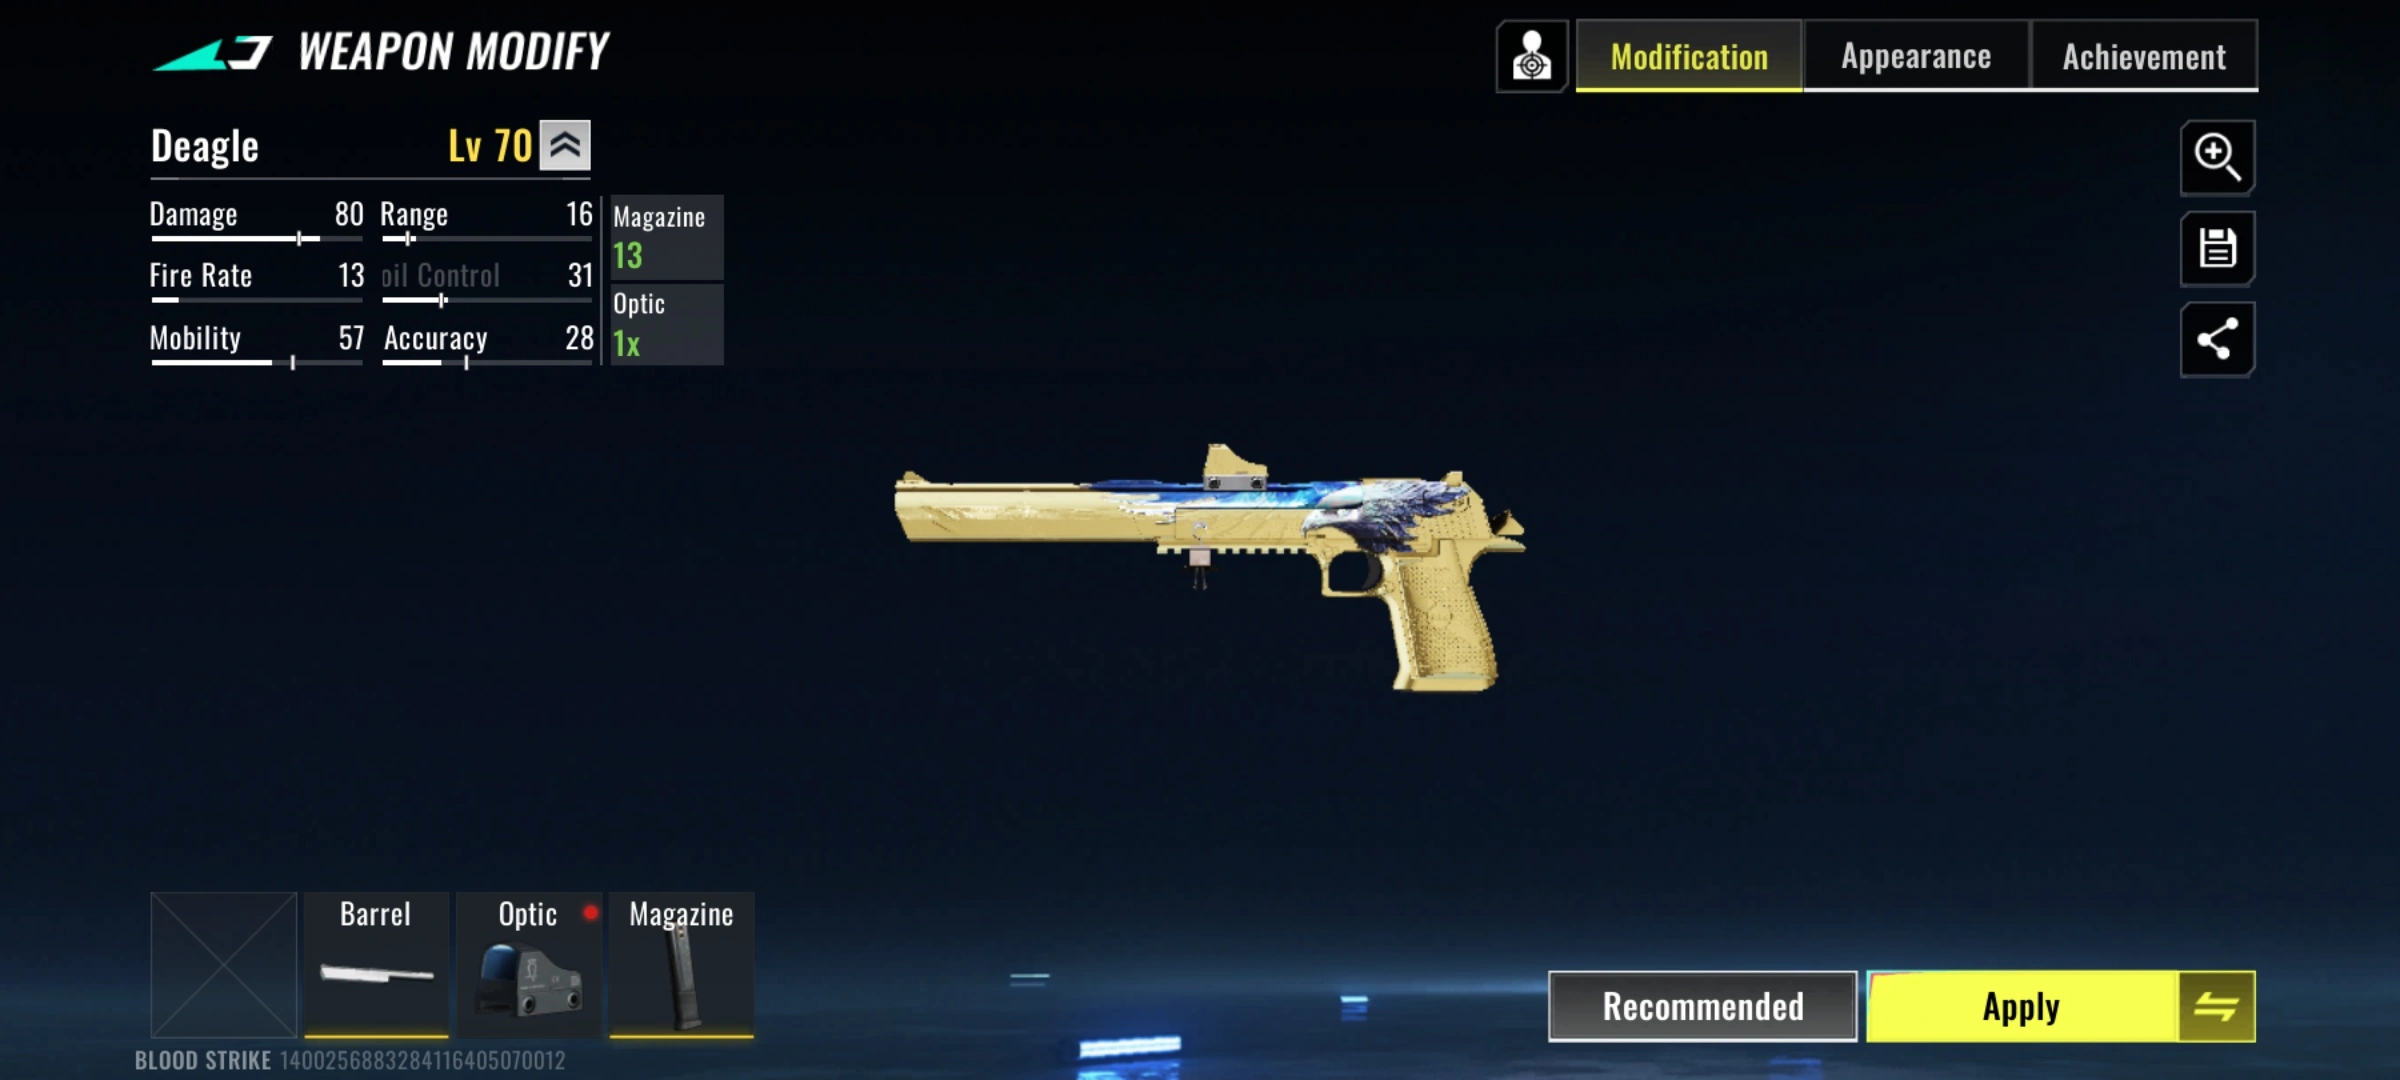 WEAPON MODIFY
Modification
Appearance
Achievement
Deagle
Lv 70
Damage 80
Range 16
Fire Rate 13
oil Control 31
Mobility 57
Accuracy 28
Magazine
13
Optic
1x
Barrel
Optic
Magazine
Recommended
Apply
BLOOD STRIKE 1400256883284116405070012